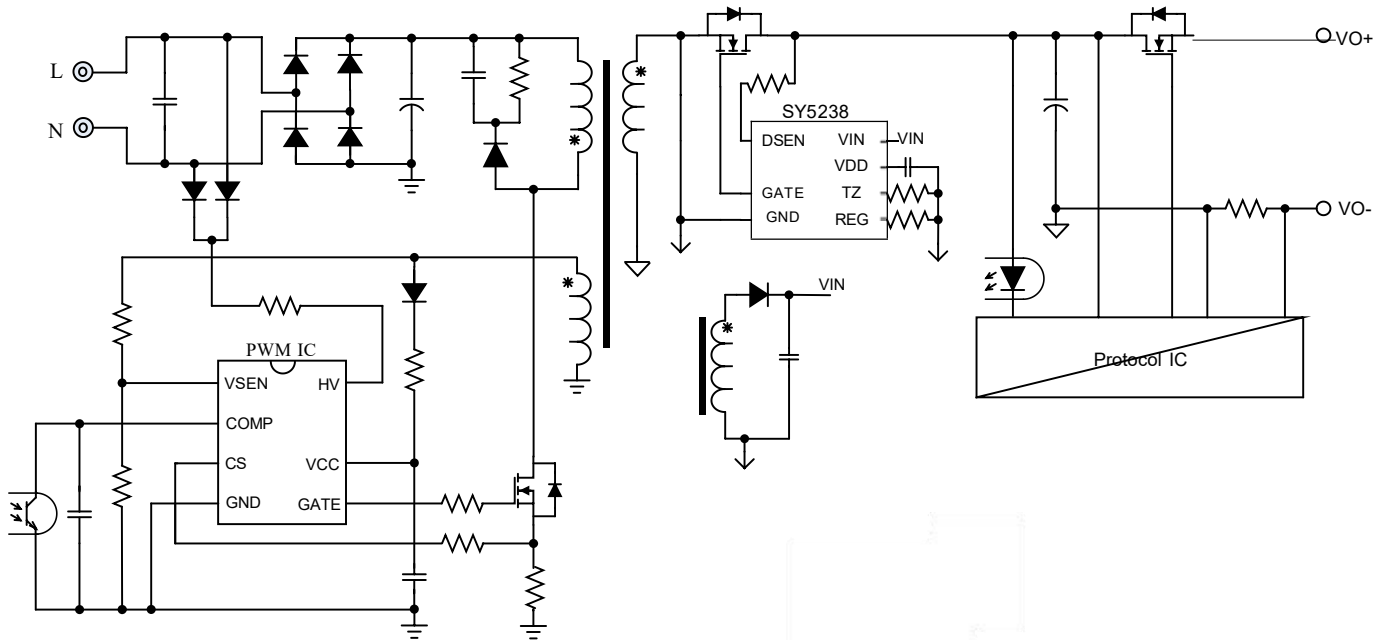 L
N
VO+
SY5238
DSEN
VIN
VIN
VDD
GATE
TZ
GND
REG
VO-
VIN
PWM IC
VSEN
HV
COMP
CS
VCC
GND
GATE
Protocol IC